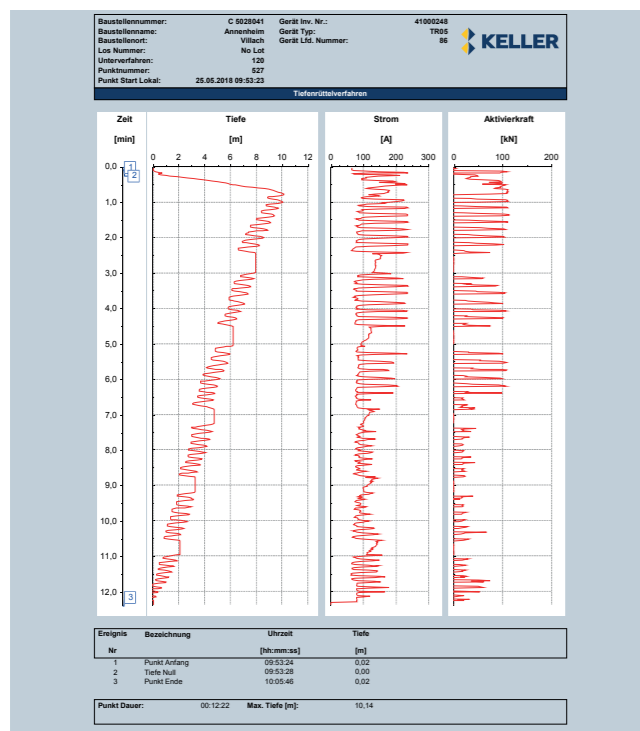 Baustellennummer: C 5028041 Gerät Inv. Nr.: 41000248
Baustellenname: Annenheim Gerät Typ: TR05
Baustellenort: Villach Gerät Lfd. Nummer: 86
Los Nummer: No Lot
Unterverfahren: 120
Punktnummer: 527
Punkt Start Lokal: 25.05.2018 09:53:23
KELLER
Tiefenrüttelverfahren
Zeit Tiefe Strom Aktivierkraft
[min] [m] [A] [kN]
0 2 4 6 8 10 12 0 100 200 300 0 200
0,0
1
2
1,0
2,0
3,0
4,0
5,0
6,0
7,0
8,0
9,0
10,0
11,0
12,0
3
Ereignis Bezeichnung Uhrzeit Tiefe
Nr [hh:mm:ss] [m]
1 Punkt Anfang 09:53:24 0,02
2 Tiefe Null 09:53:28 0,00
3 Punkt Ende 10:05:46 0,02
Punkt Dauer: 00:12:22 Max. Tiefe [m]: 10,14